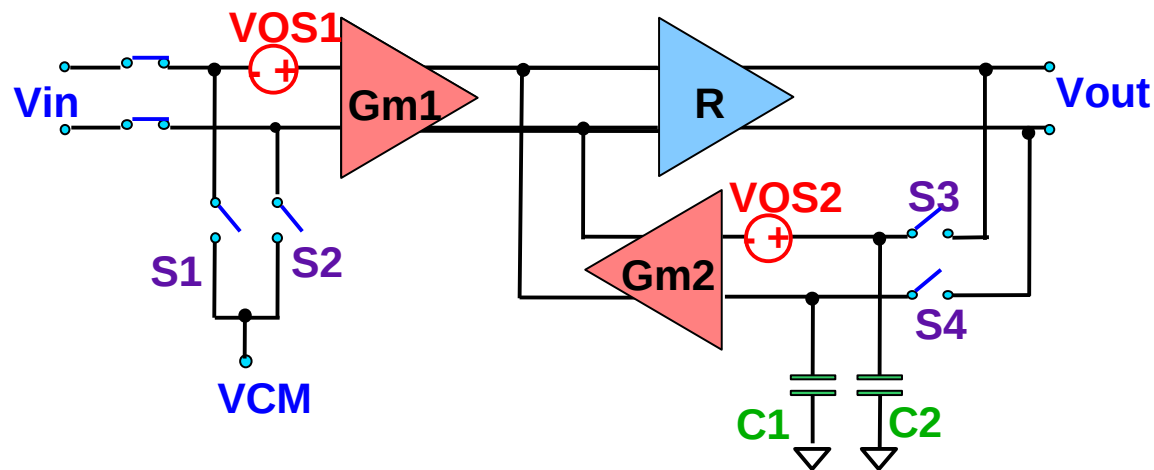 VOS1
Vin
- +
Gm1
R
Vout
VOS2
S3
- +
S1
S2
Gm2
S4
VCM
C1
C2